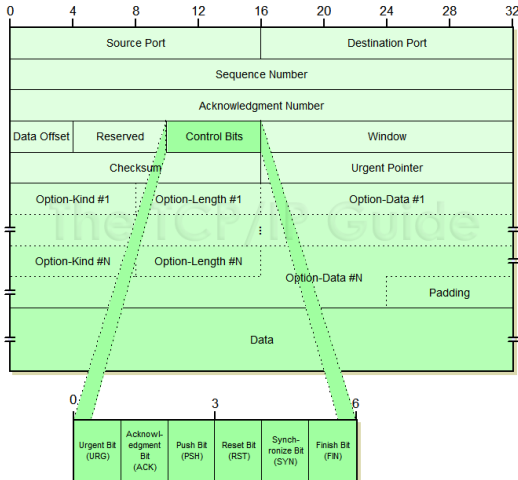 0 4 8 12 16 20 24 28 32
Source Port Destination Port
Sequence Number
Acknowledgment Number
Data Offset Reserved Control Bits Window
Checksum Urgent Pointer
Option-Kind #1 Option-Length #1 Option-Data #1
The TCP/IP Guide
Option-Kind #N Option-Length #N
Option-Data #N
Padding
Data
0 3 6
Urgent Bit
(URG)
Acknowl-
edgment
Bit
(ACK)
Push Bit
(PSH)
Reset Bit
(RST)
Synch-
ronize Bit
(SYN)
Finish Bit
(FIN)